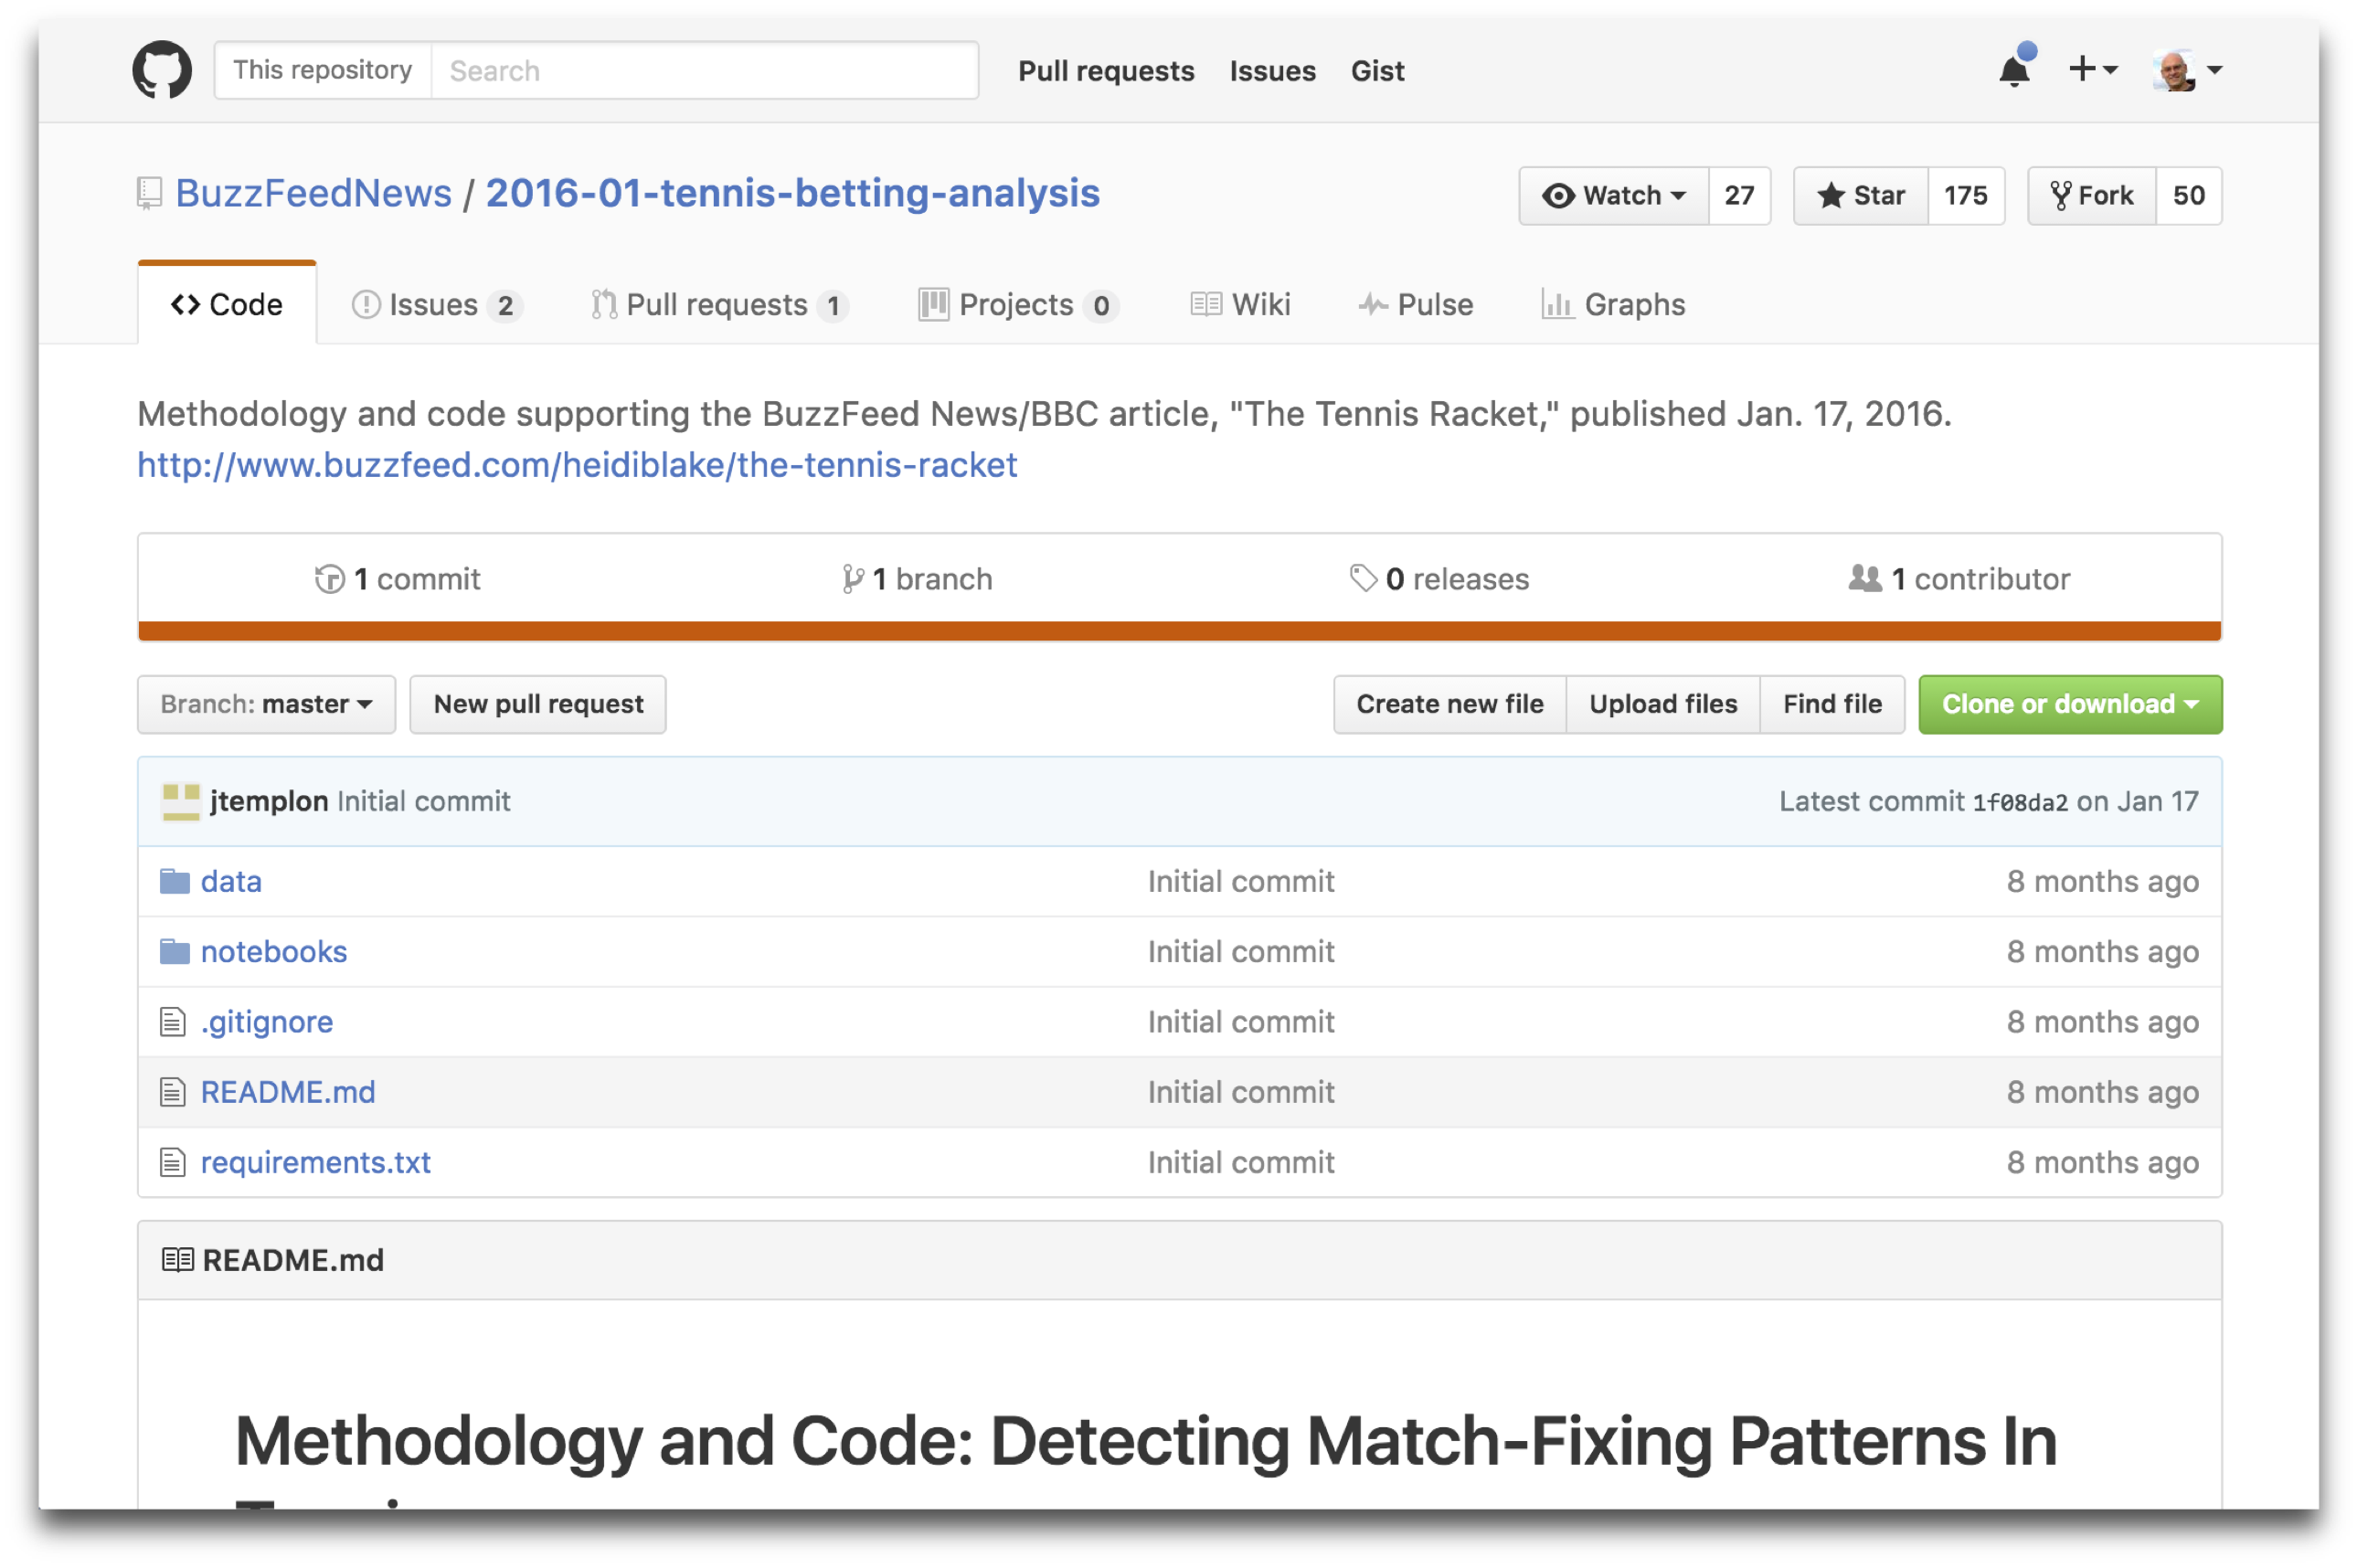 This repository Search Pull requests Issues Gist
BuzzFeedNews / 2016-01-tennis-betting-analysis Watch 27 Star 175 Fork 50
Code Issues 2 Pull requests 1 Projects 0 Wiki Pulse Graphs
Methodology and code supporting the BuzzFeed News/BBC article, "The Tennis Racket," published Jan. 17, 2016.
http://www.buzzfeed.com/heidiblake/the-tennis-racket
1 commit 1 branch 0 releases 1 contributor
Branch: master New pull request Create new file Upload files Find file Clone or download
jtemplon Initial commit Latest commit 1f08da2 on Jan 17
data Initial commit 8 months ago
notebooks Initial commit 8 months ago
.gitignore Initial commit 8 months ago
README.md Initial commit 8 months ago
requirements.txt Initial commit 8 months ago
README.md
Methodology and Code: Detecting Match-Fixing Patterns In